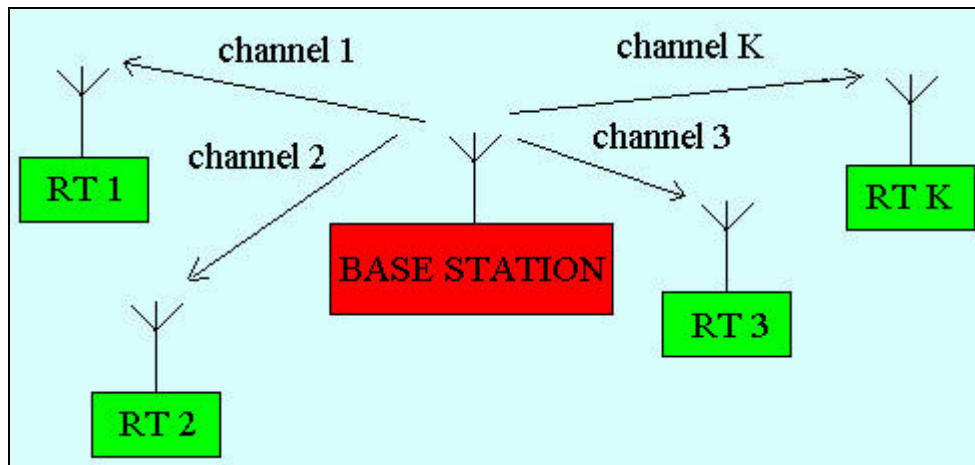 channel 1
channel K
channel 2
channel 3
RT 1
RT K
BASE STATION
RT 3
RT 2